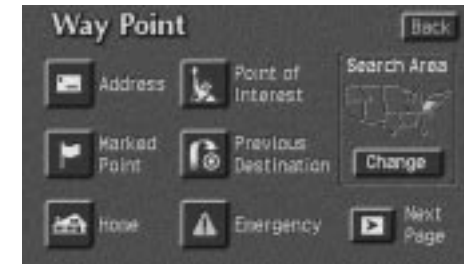 Way Point
Back
Address
Point of
Interest
Search Area
Marked
Point
Previous
Destination
Change
Home
Emergency
Next
Page